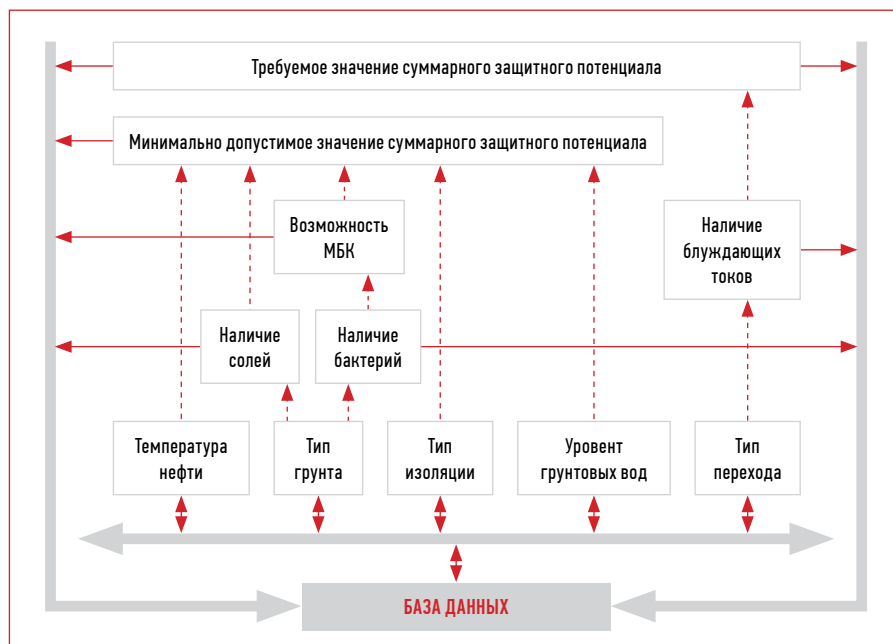 Требуемое значение суммарного защитного потенциала
Минимально допустимое значение суммарного защитного потенциала
Возможность
МБК
Наличие
блуждающих
токов
Наличие
солей
Наличие
бактерий
Температура
нефти
Тип
грунта
Тип
изоляции
Уровент
грунтовых вод
Тип
перехода
БАЗА ДАННЫХ